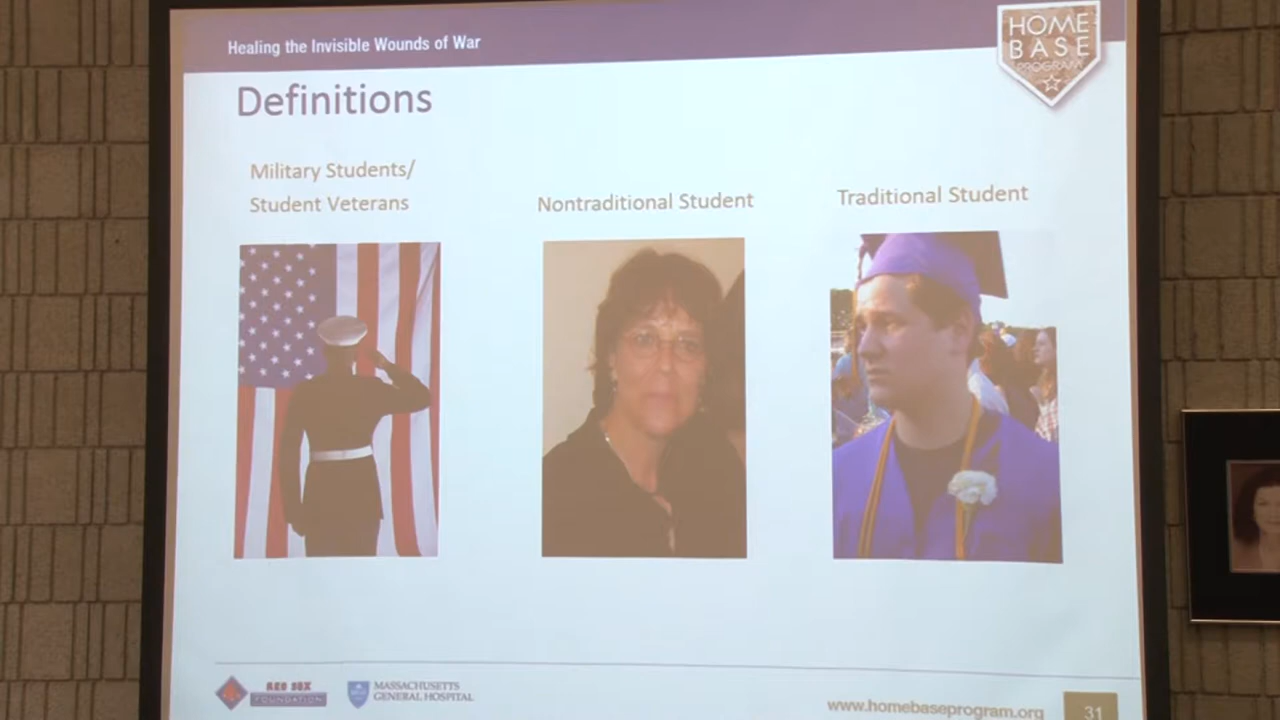 Healing the Invisible Wounds of War
HOME
BASE
PROGRAM
Definitions
Military Students/
Student Veterans
Nontraditional Student
Traditional Student
RED SOX
FOUNDATION
MASSACHUSETTS
GENERAL HOSPITAL
www.homebaseprogram.org
31